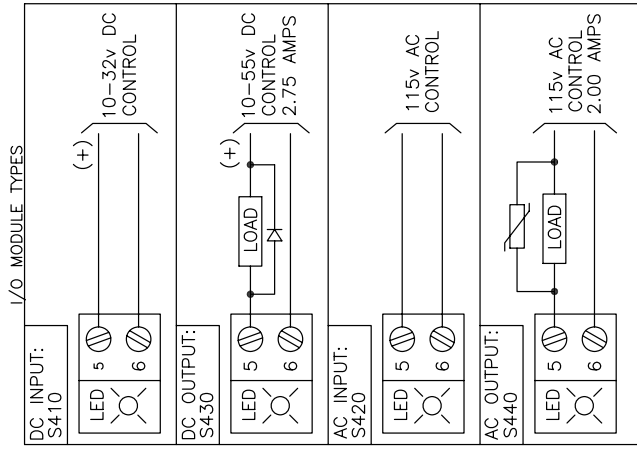 I/O MODULE TYPES
DC INPUT:
S410
LED
5
6
(+)
10-32v DC
CONTROL
DC OUTPUT:
S430
LED
5
6
LOAD
(+)
10-55v DC
CONTROL
2.75 AMPS
AC INPUT:
S420
LED
5
6
115v AC
CONTROL
AC OUTPUT:
S440
LED
5
6
LOAD
115v AC
CONTROL
2.00 AMPS